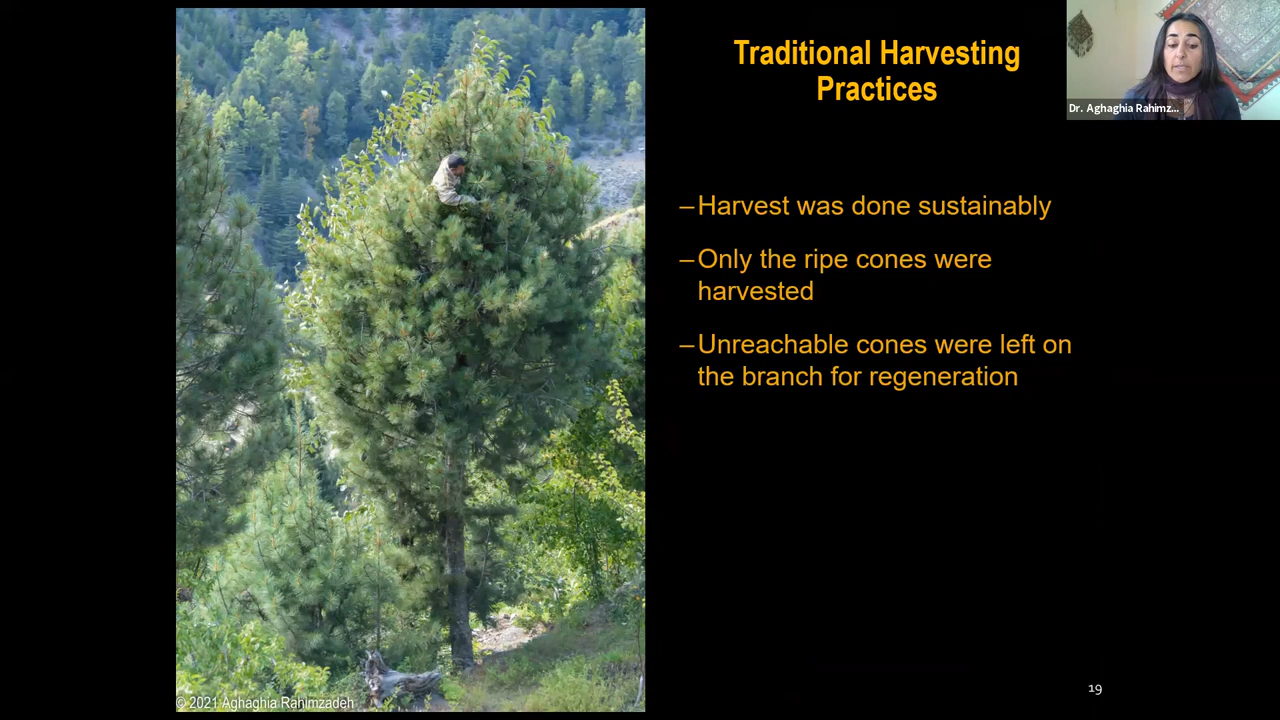 Traditional Harvesting
Practices
Dr. Aghaghia Rahimz...
–Harvest was done sustainably
–Only the ripe cones were
harvested
–Unreachable cones were left on
the branch for regeneration
© 2021 Aghaghia Rahimzadeh
19